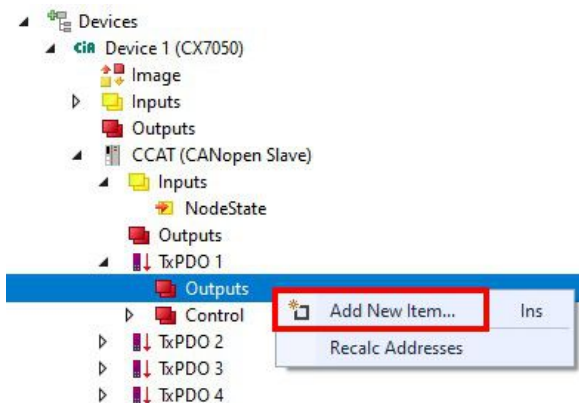 Devices
CiA Device 1 (CX7050)
Image
Inputs
Outputs
CCAT (CANopen Slave)
Inputs
NodeState
Outputs
TxPDO 1
Outputs
Add New Item... Ins
Control
Recalc Addresses
TxPDO 2
TxPDO 3
TxPDO 4